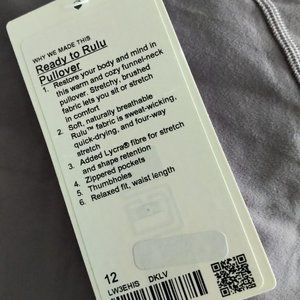 WHY WE MADE THIS
Ready to Rulu
Pullover
1. Restore your body and mind in
this warm and cozy funnel-neck
pullover. Stretchy, brushed
fabric lets you sit or stretch
in comfort
2. Soft, naturally breathable
Rulu™ fabric is sweat-wicking,
quick-drying, and four-way
stretch
3. Added Lycra® fibre for stretch
and shape retention
4. Zippered pockets
5. Thumbholes
6. Relaxed fit, waist length
12
LW3EHIS DKLV